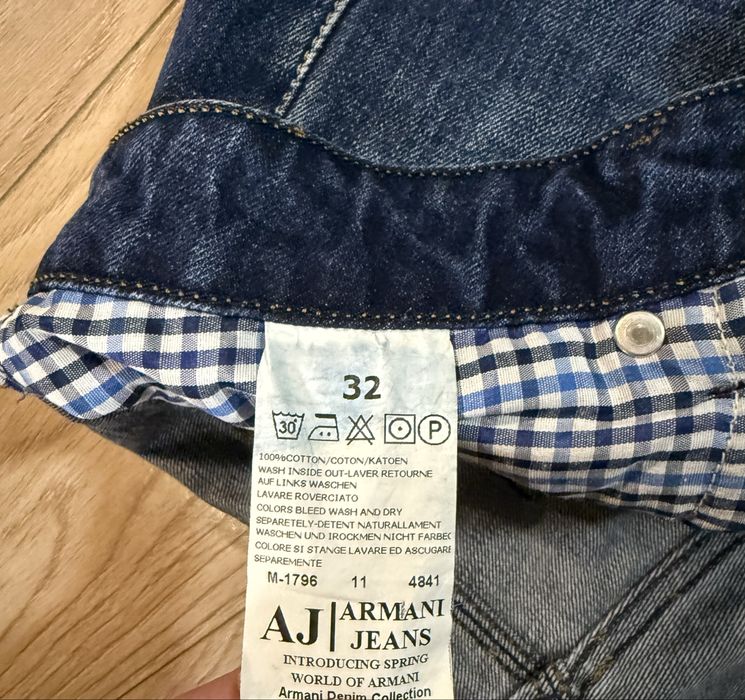 32
30
P
100%COTTON/COTON/KATOEN
WASH INSIDE OUT-LAVER RETOURNE
AUF LINKS WASCHEN
LAVARE ROVERCIATO
COLORS BLEED WASH AND DRY
SEPARETELY-DETENT NATURALLAMENT
WASCHEN UND IROCKMEN NICHT FARBEC
COLORE SI STANGE LAVARE ED ASCUGARE
SEPAREMENTE
M-1796 11 4841
AJ ARMANI
JEANS
INTRODUCING SPRING
WORLD OF ARMANI
Armani Denim Collection